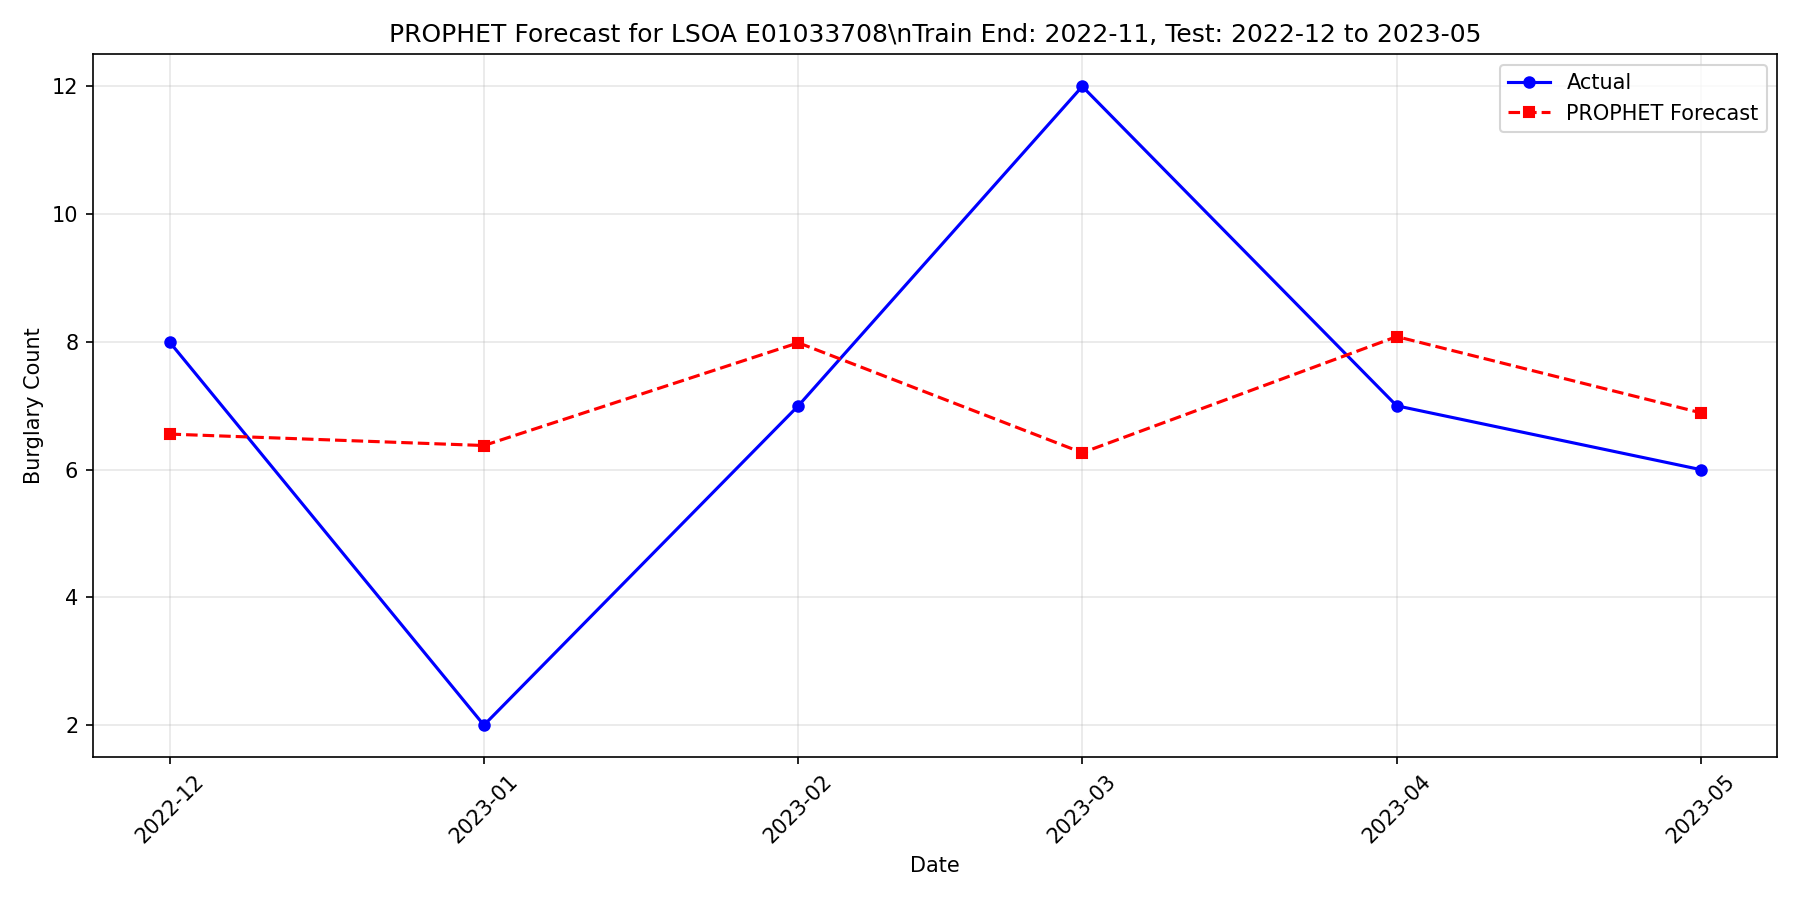 PROPHET Forecast for LSOA E01033708\nTrain End: 2022-11, Test: 2022-12 to 2023-05
Actual
PROPHET Forecast
Burglary Count
12
10
8
6
4
2
2022-12
2023-01
2023-02
2023-03
2023-04
2023-05
Date